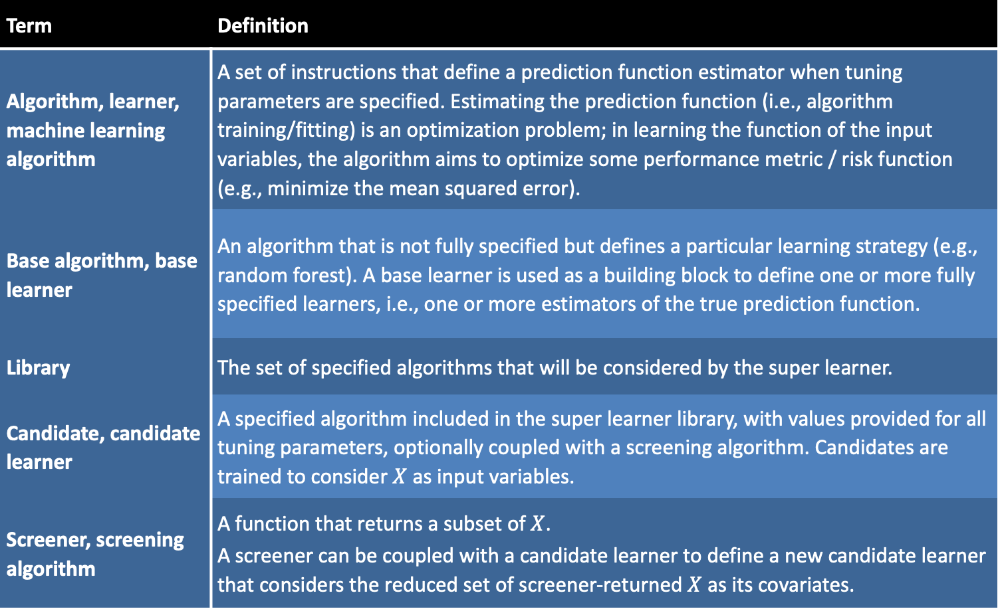 Term
Definition
Algorithm, learner,
machine learning
algorithm
A set of instructions that define a prediction function estimator when tuning
parameters are specified. Estimating the prediction function (i.e., algorithm
training/fitting) is an optimization problem; in learning the function of the input
variables, the algorithm aims to optimize some performance metric / risk function
(e.g., minimize the mean squared error).
Base algorithm, base
learner
An algorithm that is not fully specified but defines a particular learning strategy (e.g.,
random forest). A base learner is used as a building block to define one or more fully
specified learners, i.e., one or more estimators of the true prediction function.
Library
The set of specified algorithms that will be considered by the super learner.
Candidate, candidate
learner
A specified algorithm included in the super learner library, with values provided for all
tuning parameters, optionally coupled with a screening algorithm. Candidates are
trained to consider X as input variables.
Screener, screening
algorithm
A function that returns a subset of X.
A screener can be coupled with a candidate learner to define a new candidate learner
that considers the reduced set of screener-returned X as its covariates.